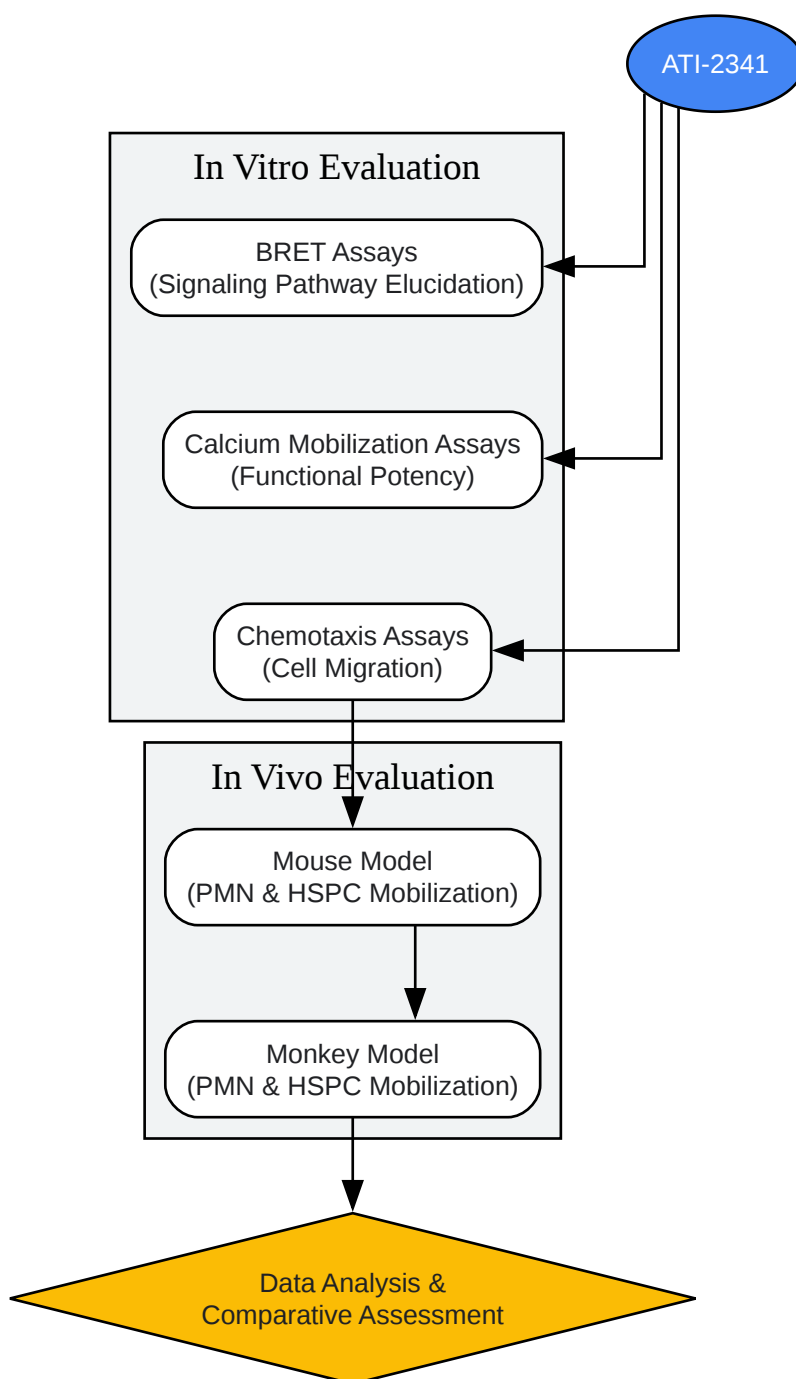 ATI-2341
In Vitro Evaluation
BRET Assays
(Signaling Pathway Elucidation)
Calcium Mobilization Assays
(Functional Potency)
Chemotaxis Assays
(Cell Migration)
In Vivo Evaluation
Mouse Model
(PMN & HSPC Mobilization)
Monkey Model
(PMN & HSPC Mobilization)
Data Analysis &
Comparative Assessment